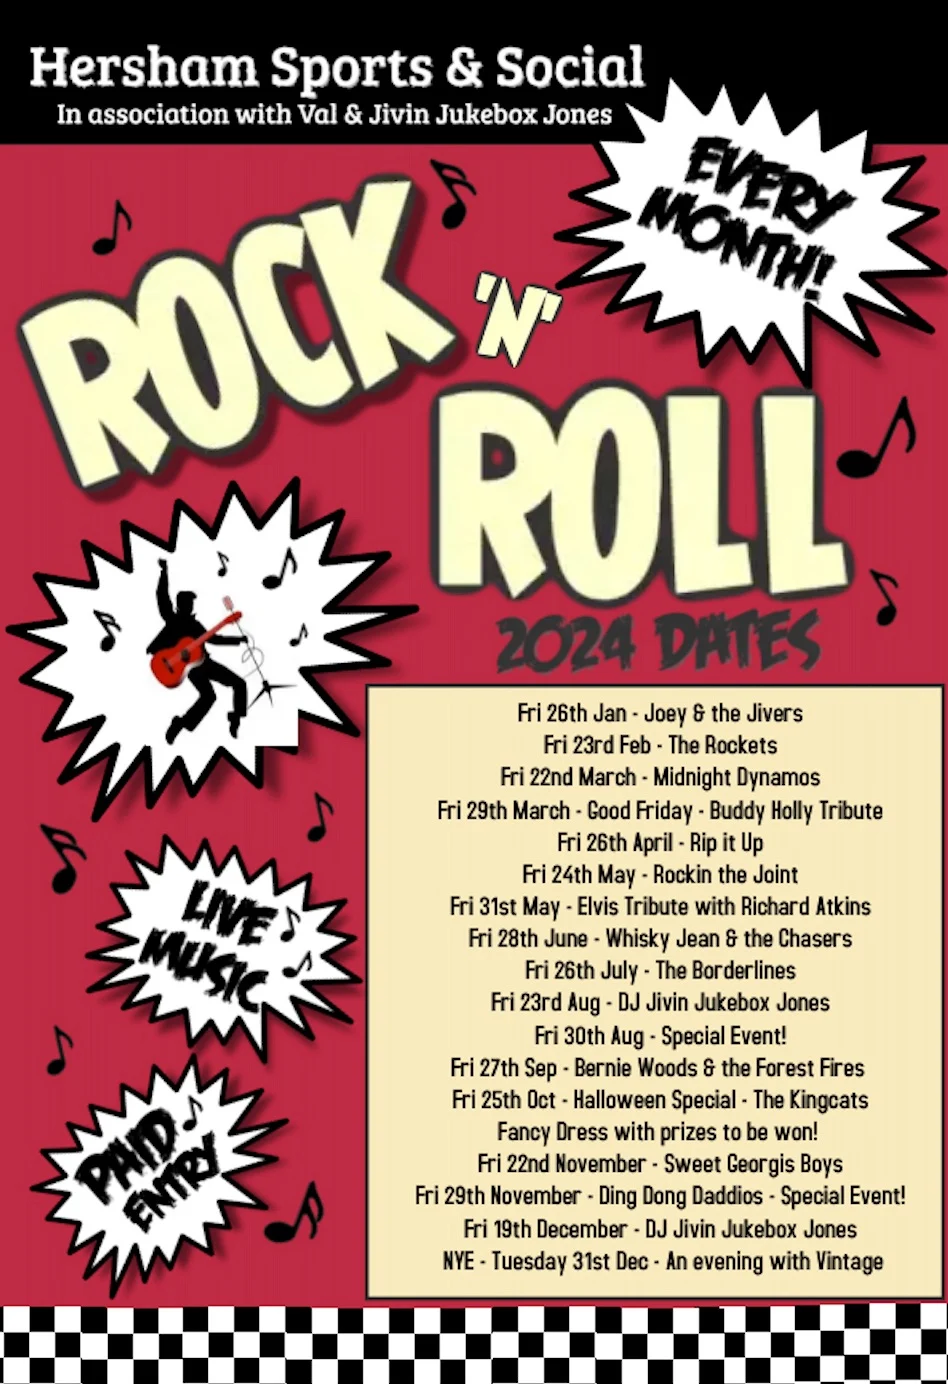 Hersham Sports & Social
In association with Val & Jivin Jukebox Jones
EVERY
MONTH!
ROCK
'N'
ROLL
2024 DATES
Fri 26th Jan - Joey & the Jivers
Fri 23rd Feb - The Rockets
Fri 22nd March - Midnight Dynamos
Fri 29th March - Good Friday - Buddy Holly Tribute
Fri 26th April - Rip it Up
Fri 24th May - Rockin the Joint
Fri 31st May - Elvis Tribute with Richard Atkins
Fri 28th June - Whisky Jean & the Chasers
Fri 26th July - The Borderlines
Fri 23rd Aug - DJ Jivin Jukebox Jones
Fri 30th Aug - Special Event!
Fri 27th Sep - Bernie Woods & the Forest Fires
Fri 25th Oct - Halloween Special - The Kingcats
Fancy Dress with prizes to be won!
Fri 22nd November - Sweet Georgis Boys
Fri 29th November - Ding Dong Daddios - Special Event!
Fri 19th December - DJ Jivin Jukebox Jones
NYE - Tuesday 31st Dec - An evening with Vintage
LIVE
MUSIC
PAID
ENTRY